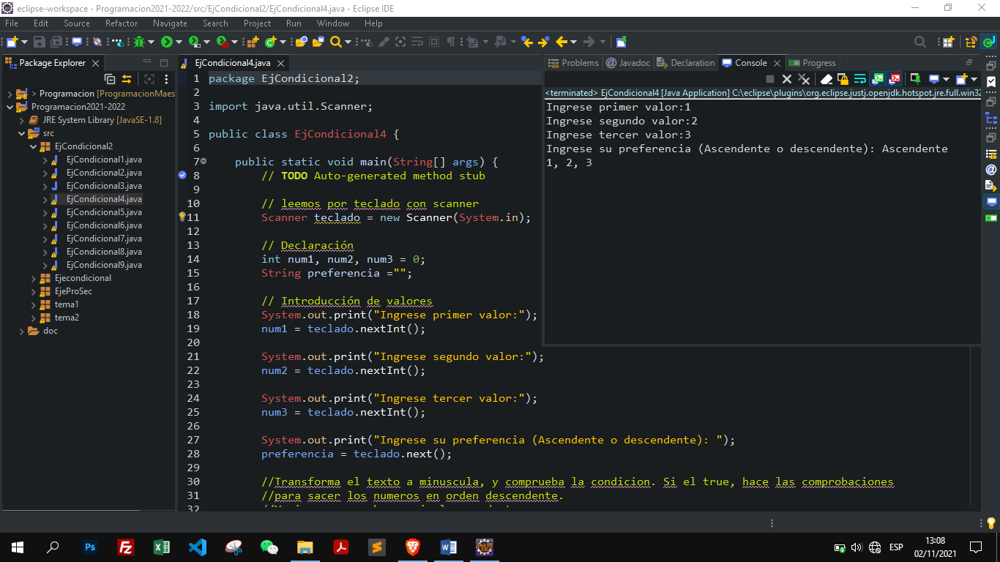 eclipse-workspace - Programacion2021-2022/src/EjCondicional2/EjCondicional4.java - Eclipse IDE
File Edit Source Refactor Navigate Search Project Run Window Help
Package Explorer
> Programacion [ProgramacionMaes
Programacion2021-2022
JRE System Library [JavaSE-1.8]
src
EjCondicional2
EjCondicional1.java
EjCondicional2.java
EjCondicional3.java
EjCondicional4.java
EjCondicional5.java
EjCondicional6.java
EjCondicional7.java
EjCondicional8.java
EjCondicional9.java
Ejecondicional
EjeProSec
tema1
tema2
doc
EjCondicional4.java
1 package EjCondicional2;
2
3 import java.util.Scanner;
4
5 public class EjCondicional4 {
6
7 public static void main(String[] args) {
8 // TODO Auto-generated method stub
9
10 // leemos por teclado con scanner
11 Scanner teclado = new Scanner(System.in);
12
13 // Declaración
14 int num1, num2, num3 = 0;
15 String preferencia ="";
16
17 // Introducción de valores
18 System.out.print("Ingrese primer valor:");
19 num1 = teclado.nextInt();
20
21 System.out.print("Ingrese segundo valor:");
22 num2 = teclado.nextInt();
23
24 System.out.print("Ingrese tercer valor:");
25 num3 = teclado.nextInt();
26
27 System.out.print("Ingrese su preferencia (Ascendente o descendente): ");
28 preferencia = teclado.next();
29
30 //Transforma el texto a minuscula, y comprueba la condicion. Si el true, hace las comprobaciones
31 //para sacer los numeros en orden descendente.
32
Problems Javadoc Declaration Console Progress
<terminated> EjCondicional4 [Java Application] C:\eclipse\plugins\org.eclipse.justj.openjdk.hotspot.jre.full.win32
Ingrese primer valor:1
Ingrese segundo valor:2
Ingrese tercer valor:3
Ingrese su preferencia (Ascendente o descendente): Ascendente
1, 2, 3
Ps
ESP
13:08
02/11/2021